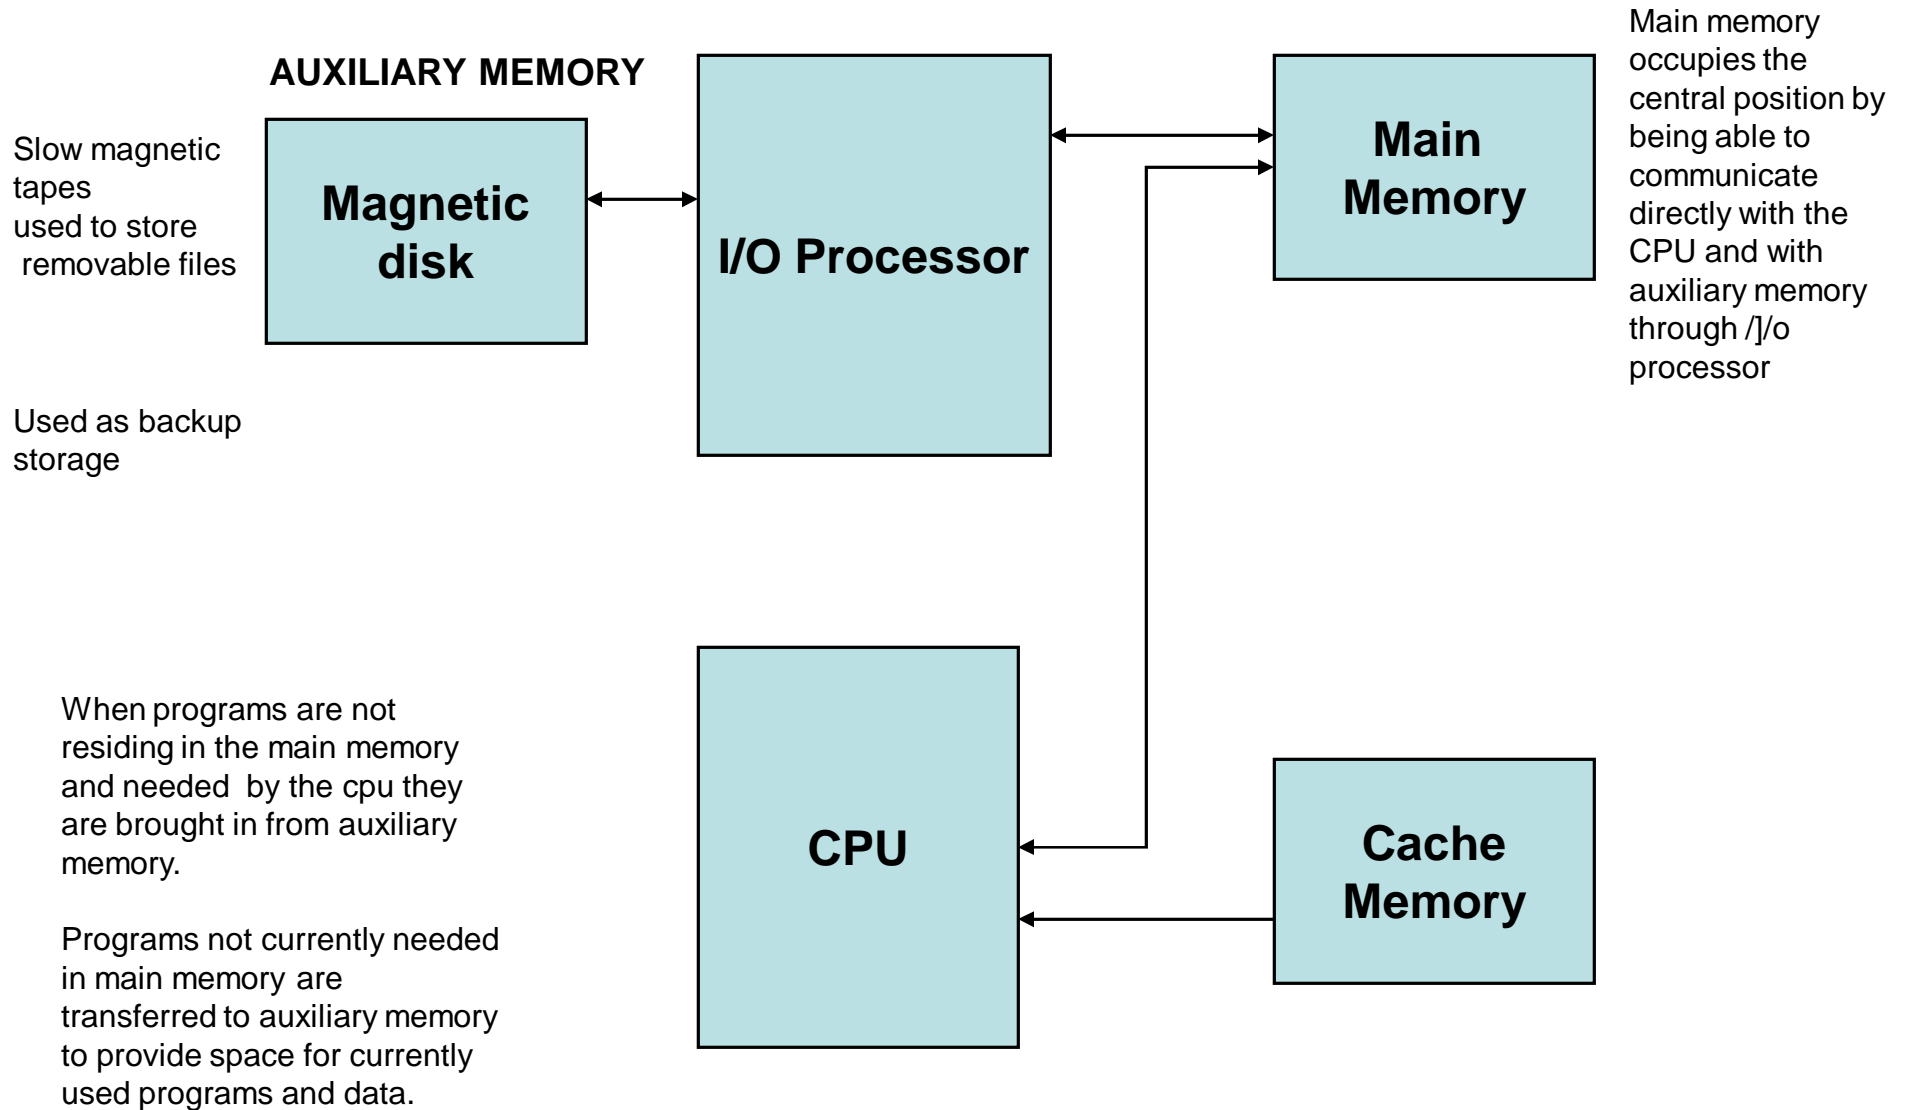 AUXILIARY MEMORY
Slow magnetic
tapes
used to store
removable files
Used as backup
storage
Magnetic
disk
I/O Processor
Main
Memory
Main memory
occupies the
central position by
being able to
communicate
directly with the
CPU and with
auxiliary memory
through /]/o
processor
When programs are not
residing in the main memory
and needed by the cpu they
are brought in from auxiliary
memory.
Programs not currently needed
in main memory are
transferred to auxiliary memory
to provide space for currently
used programs and data.
CPU
Cache
Memory